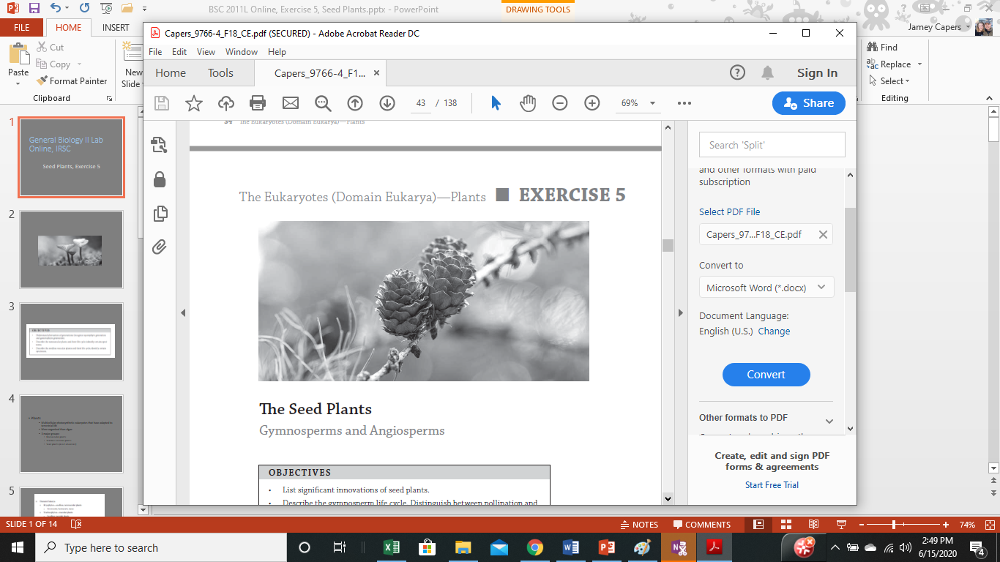 BSC 2011L Online, Exercise 5, Seed Plants.pptx - PowerPoint
DRAWING TOOLS
FILE
HOME
INSERT
Jamey Capers
Cut
Copy
Format Painter
Paste
Clipboard
New
Slide
Find
Replace
Select
Editing
Capers_9766-4_F18_CE.pdf (SECURED) - Adobe Acrobat Reader DC
File Edit View Window Help
Home Tools Capers_9766-4_F1... ×
Sign In
43 / 138
69%
Share
34 The Eukaryotes (Domain Eukarya)—Plants
The Eukaryotes (Domain Eukarya)—Plants ■ EXERCISE 5
The Seed Plants
Gymnosperms and Angiosperms
OBJECTIVES
• List significant innovations of seed plants.
• Describe the gymnosperm life cycle. Distinguish between pollination and
Search 'Split'
and other formats with paid
subscription
Select PDF File
Capers_97...F18_CE.pdf
Convert to
Microsoft Word (*.docx)
Document Language:
English (U.S.) Change
Convert
Other formats to PDF
Create, edit and sign PDF
forms & agreements
Start Free Trial
1
General Biology II Lab
Online, IRSC
Seed Plants, Exercise 5
2
3
OBJECTIVES
4
Plants
5
SLIDE 1 OF 14
NOTES
COMMENTS
74%
Type here to search
2:49 PM
6/15/2020
4